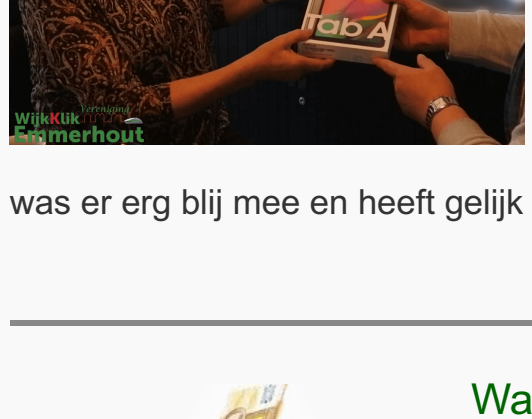 Tab A
Vereniging
WijkKlik
Emmerhout
was er erg blij mee en heeft gelijk
Wa